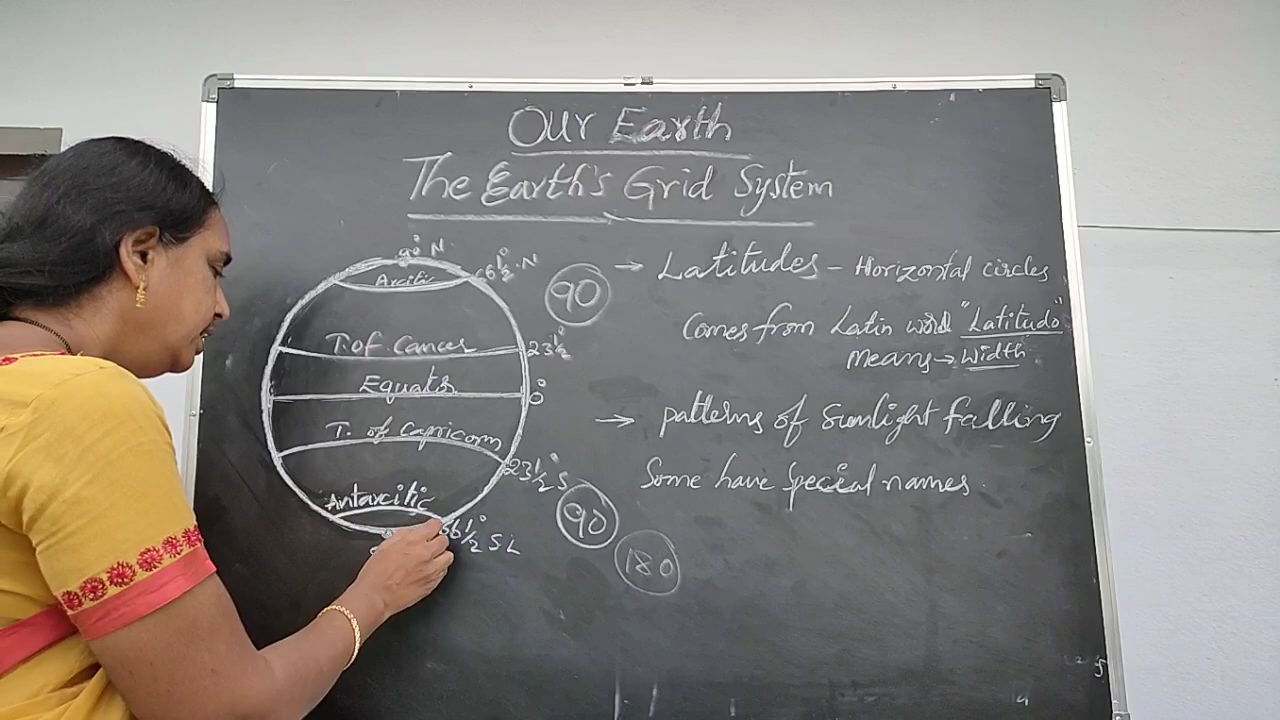 Our Earth
The Earth's Grid System
90° N
Arcitic
66½° N
T. of Cancer
23½°
Equator
0°
T. of Capricorn
23½° S
Antarcitic
66½° S L
90
90
180
→ Latitudes - Horizontal circles
Comes from Latin word "Latitudo"
means → width
→ patterns of sunlight falling
Some have special names.